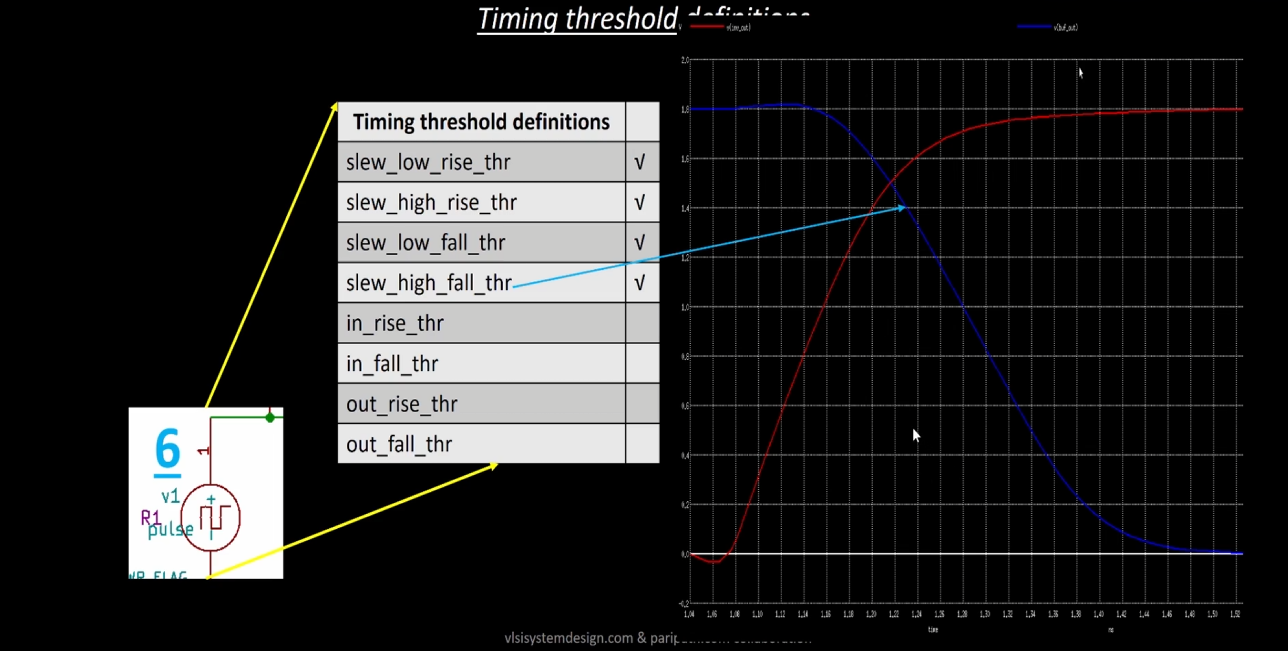 Timing threshold definitions
v(inv_out)
v(buf_out)
V
Timing threshold definitions
slew_low_rise_thr √
slew_high_rise_thr √
slew_low_fall_thr √
slew_high_fall_thr √
in_rise_thr
in_fall_thr
out_rise_thr
out_fall_thr
2.0
1.8
1.6
1.4
1.2
1.0
0.8
0.6
0.4
0.2
0.0
-0.2
1.04 1.06 1.08 1.10 1.12 1.14 1.16 1.18 1.20 1.22 1.24 1.26 1.28 1.30 1.32 1.34 1.36 1.38 1.40 1.42 1.44 1.46 1.48 1.50 1.52
time ns
6
1
v1
R1
pulse
vlsisystemdesign.com &